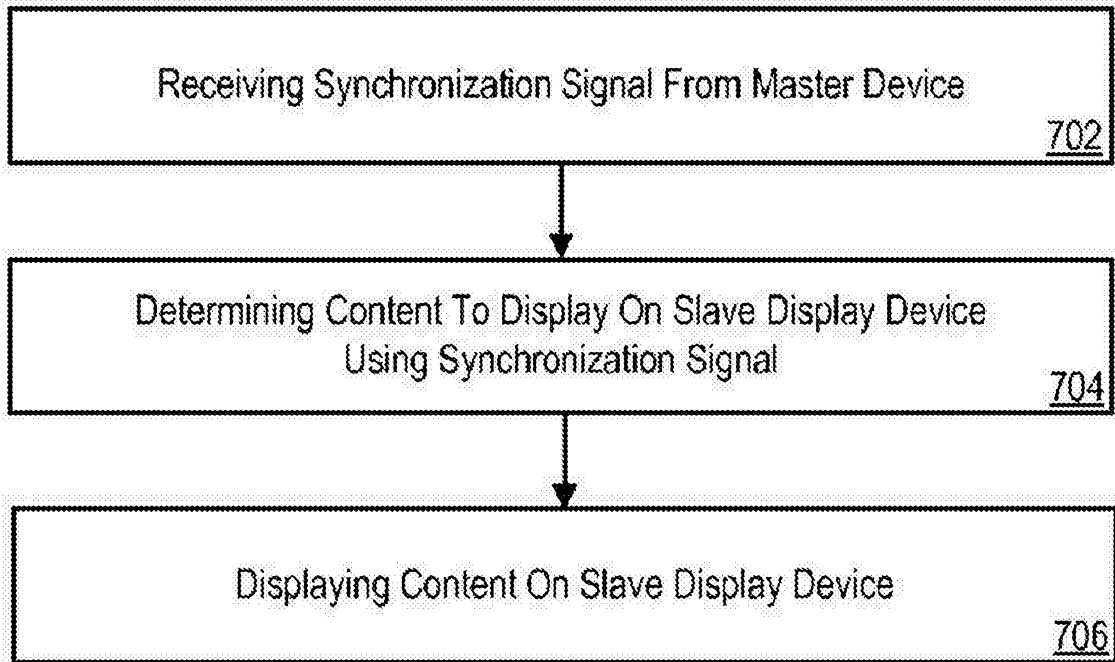 Receiving Synchronization Signal From Master Device
702
Determining Content To Display On Slave Display Device
Using Synchronization Signal
704
Displaying Content On Slave Display Device
706